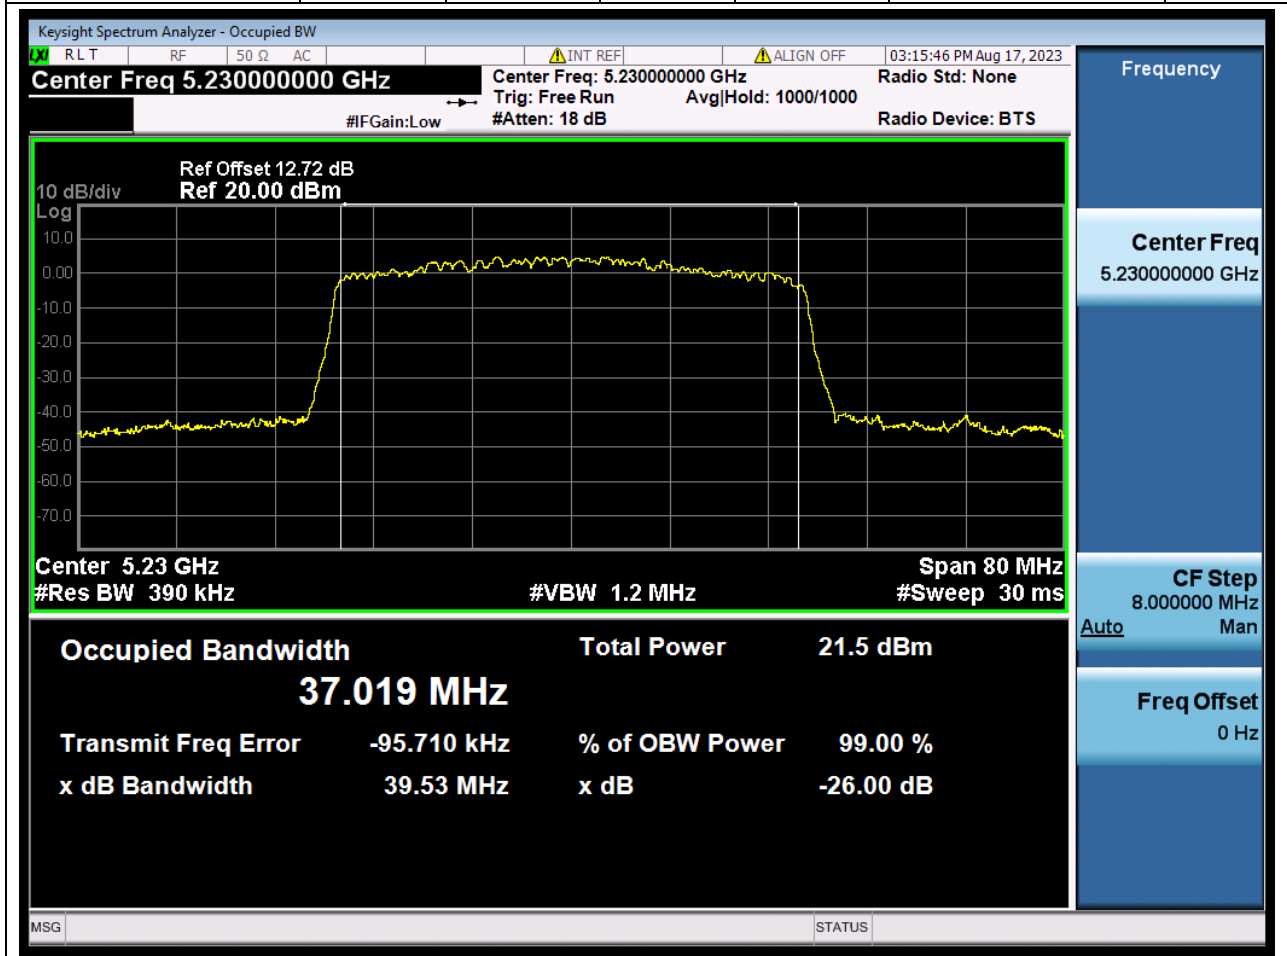 Keysight Spectrum Analyzer - Occupied BW
LXI RLT RF 50 Ω AC INT REF ALIGN OFF 03:15:46 PM Aug 17, 2023
Center Freq 5.230000000 GHz
Center Freq: 5.230000000 GHz Radio Std: None
Trig: Free Run Avg|Hold: 1000/1000
#IFGain:Low #Atten: 18 dB Radio Device: BTS
Ref Offset 12.72 dB
10 dB/div Ref 20.00 dBm
Log
10.0
0.00
-10.0
-20.0
-30.0
-40.0
-50.0
-60.0
-70.0
Center 5.23 GHz Span 80 MHz
#Res BW 390 kHz #VBW 1.2 MHz #Sweep 30 ms
Occupied Bandwidth Total Power 21.5 dBm
37.019 MHz
Transmit Freq Error -95.710 kHz % of OBW Power 99.00 %
x dB Bandwidth 39.53 MHz x dB -26.00 dB
Frequency
Center Freq
5.230000000 GHz
CF Step
8.000000 MHz
Auto Man
Freq Offset
0 Hz
MSG STATUS